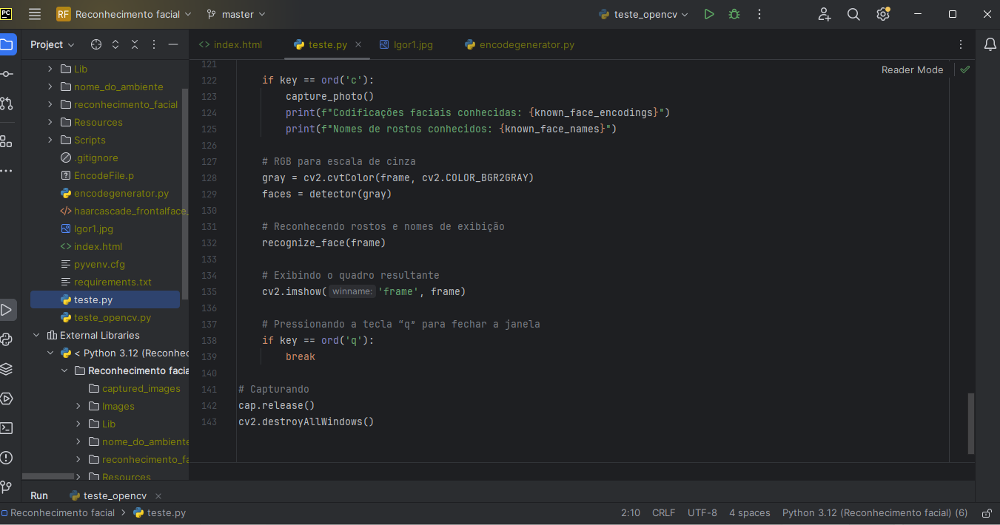 PC RF Reconhecimento facial master teste_opencv
Project index.html teste.py Igor1.jpg encodegenerator.py
Reader Mode
Lib
nome_do_ambiente
reconhecimento_facial
Resources
Scripts
.gitignore
EncodeFile.p
encodegenerator.py
haarcascade_frontalface_
Igor1.jpg
index.html
pyvenv.cfg
requirements.txt
teste.py
teste_opencv.py
External Libraries
< Python 3.12 (Reconhec
Reconhecimento facia
captured_images
Images
Lib
nome_do_ambiente
reconhecimento_fa
Resources
121
122 if key == ord('c'):
123 capture_photo()
124 print(f"Codificações faciais conhecidas: {known_face_encodings}")
125 print(f"Nomes de rostos conhecidos: {known_face_names}")
126
127 # RGB para escala de cinza
128 gray = cv2.cvtColor(frame, cv2.COLOR_BGR2GRAY)
129 faces = detector(gray)
130
131 # Reconhecendo rostos e nomes de exibição
132 recognize_face(frame)
133
134 # Exibindo o quadro resultante
135 cv2.imshow( winname: 'frame', frame)
136
137 # Pressionando a tecla “q” para fechar a janela
138 if key == ord('q'):
139 break
140
141 # Capturando
142 cap.release()
143 cv2.destroyAllWindows()
Run teste_opencv
Reconhecimento facial > teste.py 2:10 CRLF UTF-8 4 spaces Python 3.12 (Reconhecimento facial) (6)